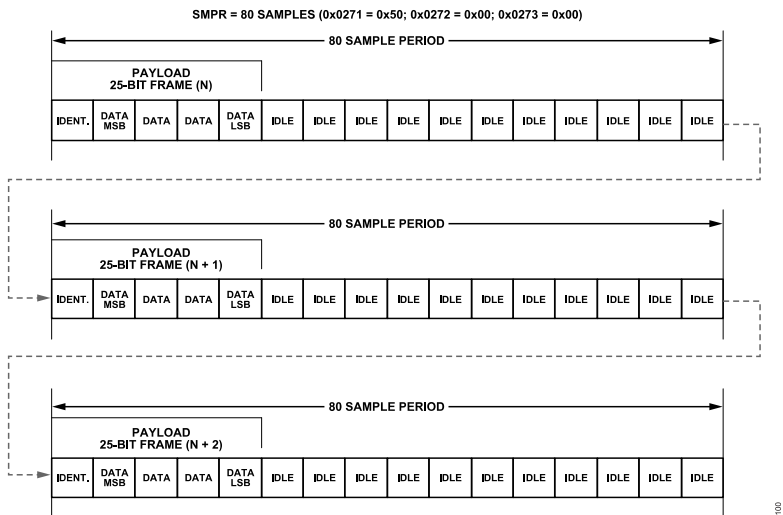 SMPR = 80 SAMPLES (0x0271 = 0x50; 0x0272 = 0x00; 0x0273 = 0x00)
80 SAMPLE PERIOD
PAYLOAD
25-BIT FRAME (N)
IDENT. DATA MSB DATA DATA DATA LSB IDLE IDLE IDLE IDLE IDLE IDLE IDLE IDLE IDLE IDLE IDLE
80 SAMPLE PERIOD
PAYLOAD
25-BIT FRAME (N + 1)
IDENT. DATA MSB DATA DATA DATA LSB IDLE IDLE IDLE IDLE IDLE IDLE IDLE IDLE IDLE IDLE IDLE
80 SAMPLE PERIOD
PAYLOAD
25-BIT FRAME (N + 2)
IDENT. DATA MSB DATA DATA DATA LSB IDLE IDLE IDLE IDLE IDLE IDLE IDLE IDLE IDLE IDLE IDLE
100